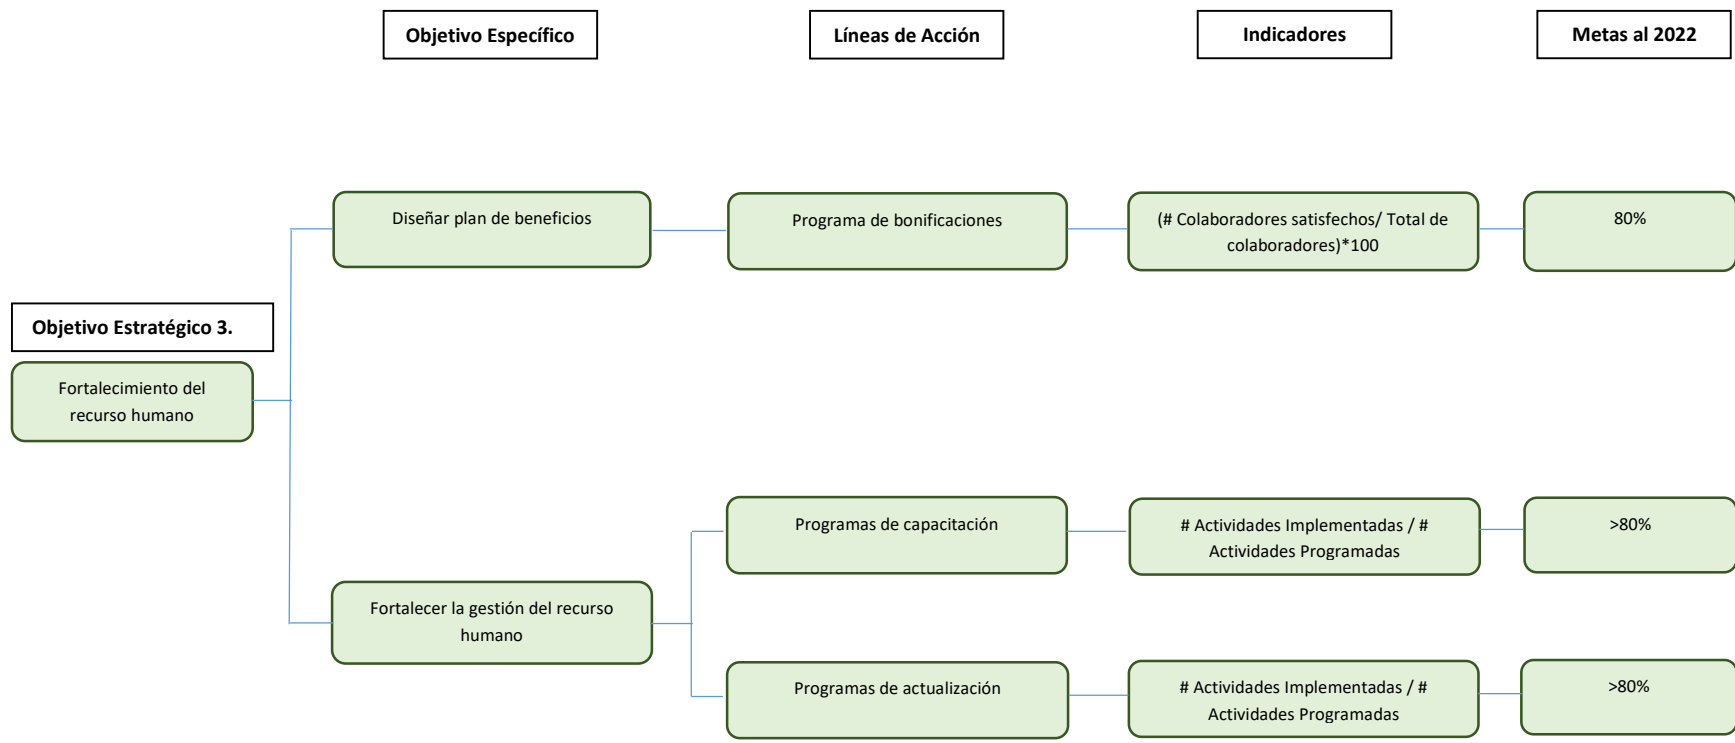 Objetivo Específico
Líneas de Acción
Indicadores
Metas al 2022
Diseñar plan de beneficios
Programa de bonificaciones
(# Colaboradores satisfechos/ Total de
colaboradores)*100
80%
Objetivo Estratégico 3.
Fortalecimiento del
recurso humano
Programas de capacitación
# Actividades Implementadas / #
Actividades Programadas
>80%
Fortalecer la gestión del recurso
humano
Programas de actualización
# Actividades Implementadas / #
Actividades Programadas
>80%